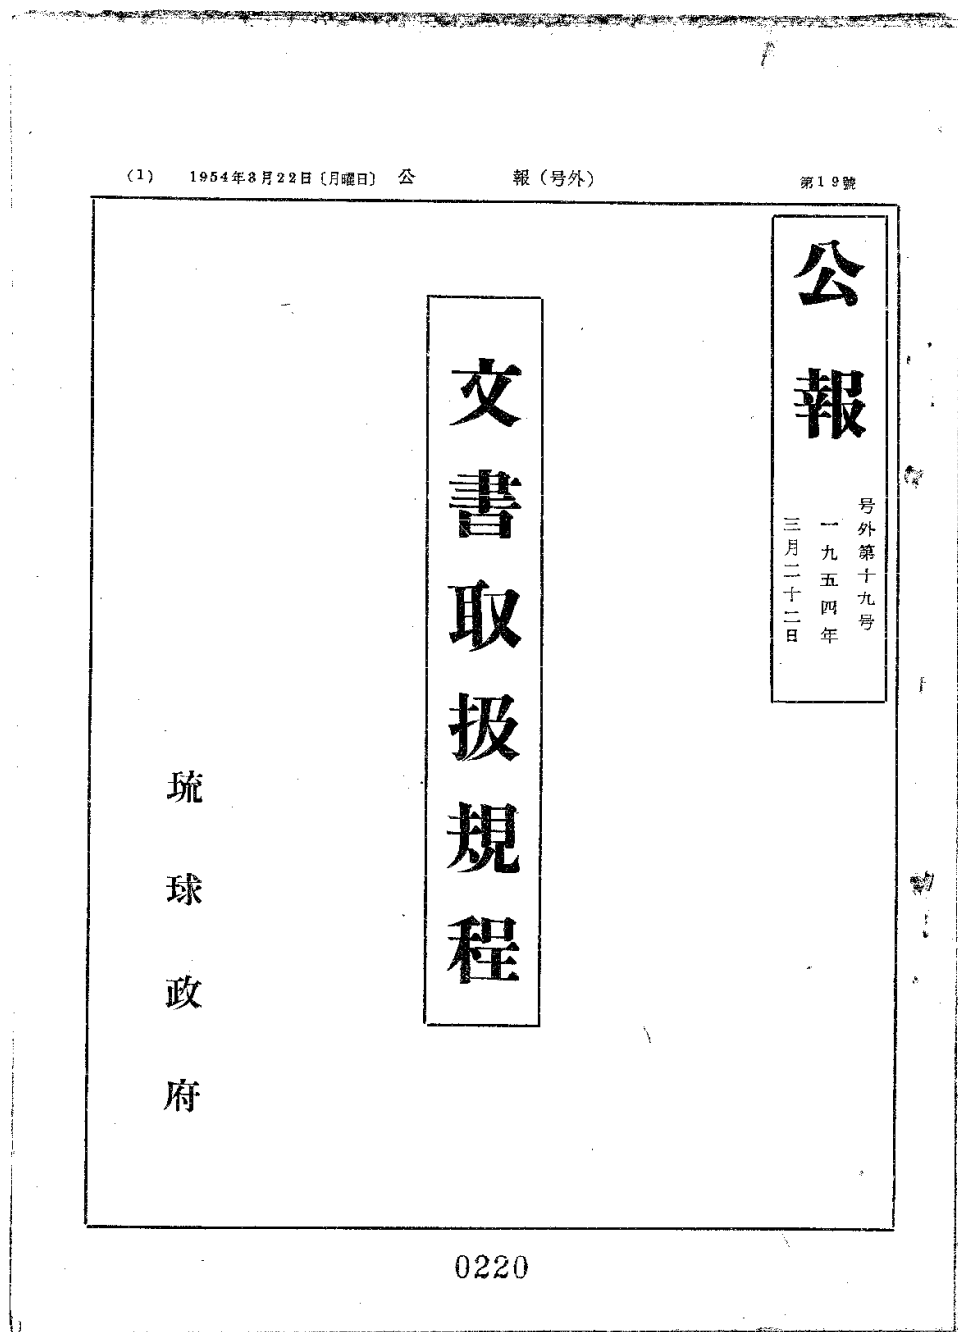 (1) 1954年3月22日〔月曜日〕 公 報（号外） 第19號
公報
号外第十九号
一九五四年
三月二十二日
文書取扱規程
琉球政府
0220